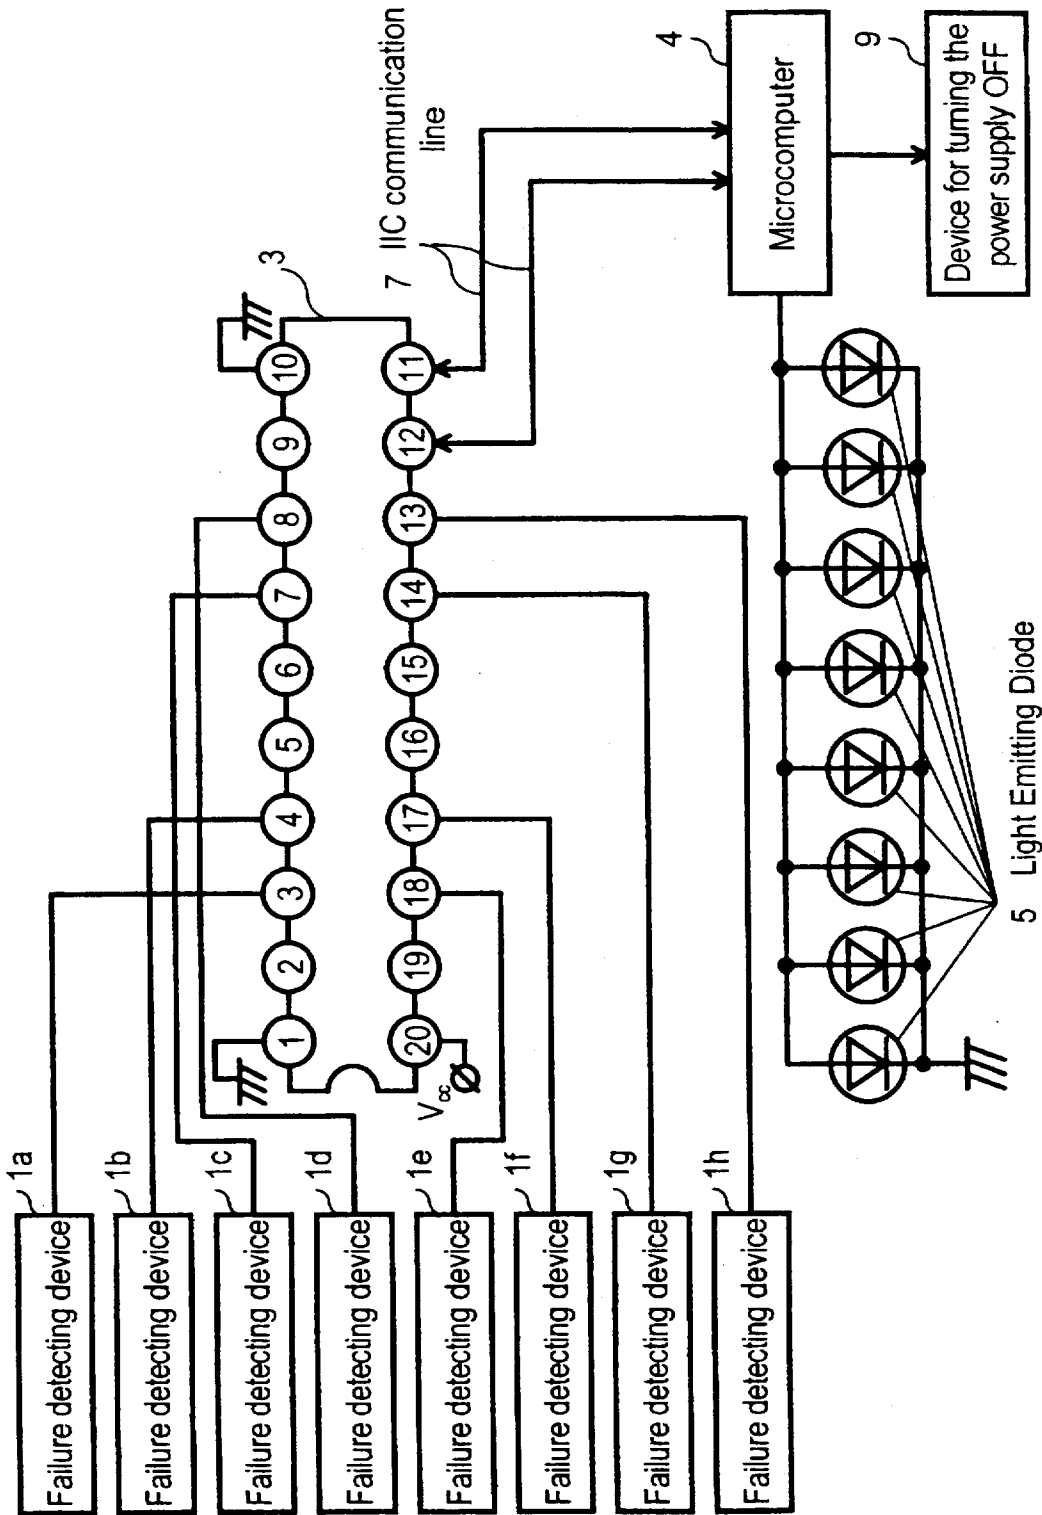 Failure detecting device
1a
Failure detecting device
1b
Failure detecting device
1c
Failure detecting device
1d
Failure detecting device
1e
Failure detecting device
1f
Failure detecting device
1g
Failure detecting device
1h
1
2
3
4
5
6
7
8
9
10
3
20
19
18
17
16
15
14
13
12
11
Vcc
7 IIC communication
line
4
Microcomputer
9
Device for turning the
power supply OFF
5 Light Emitting Diode